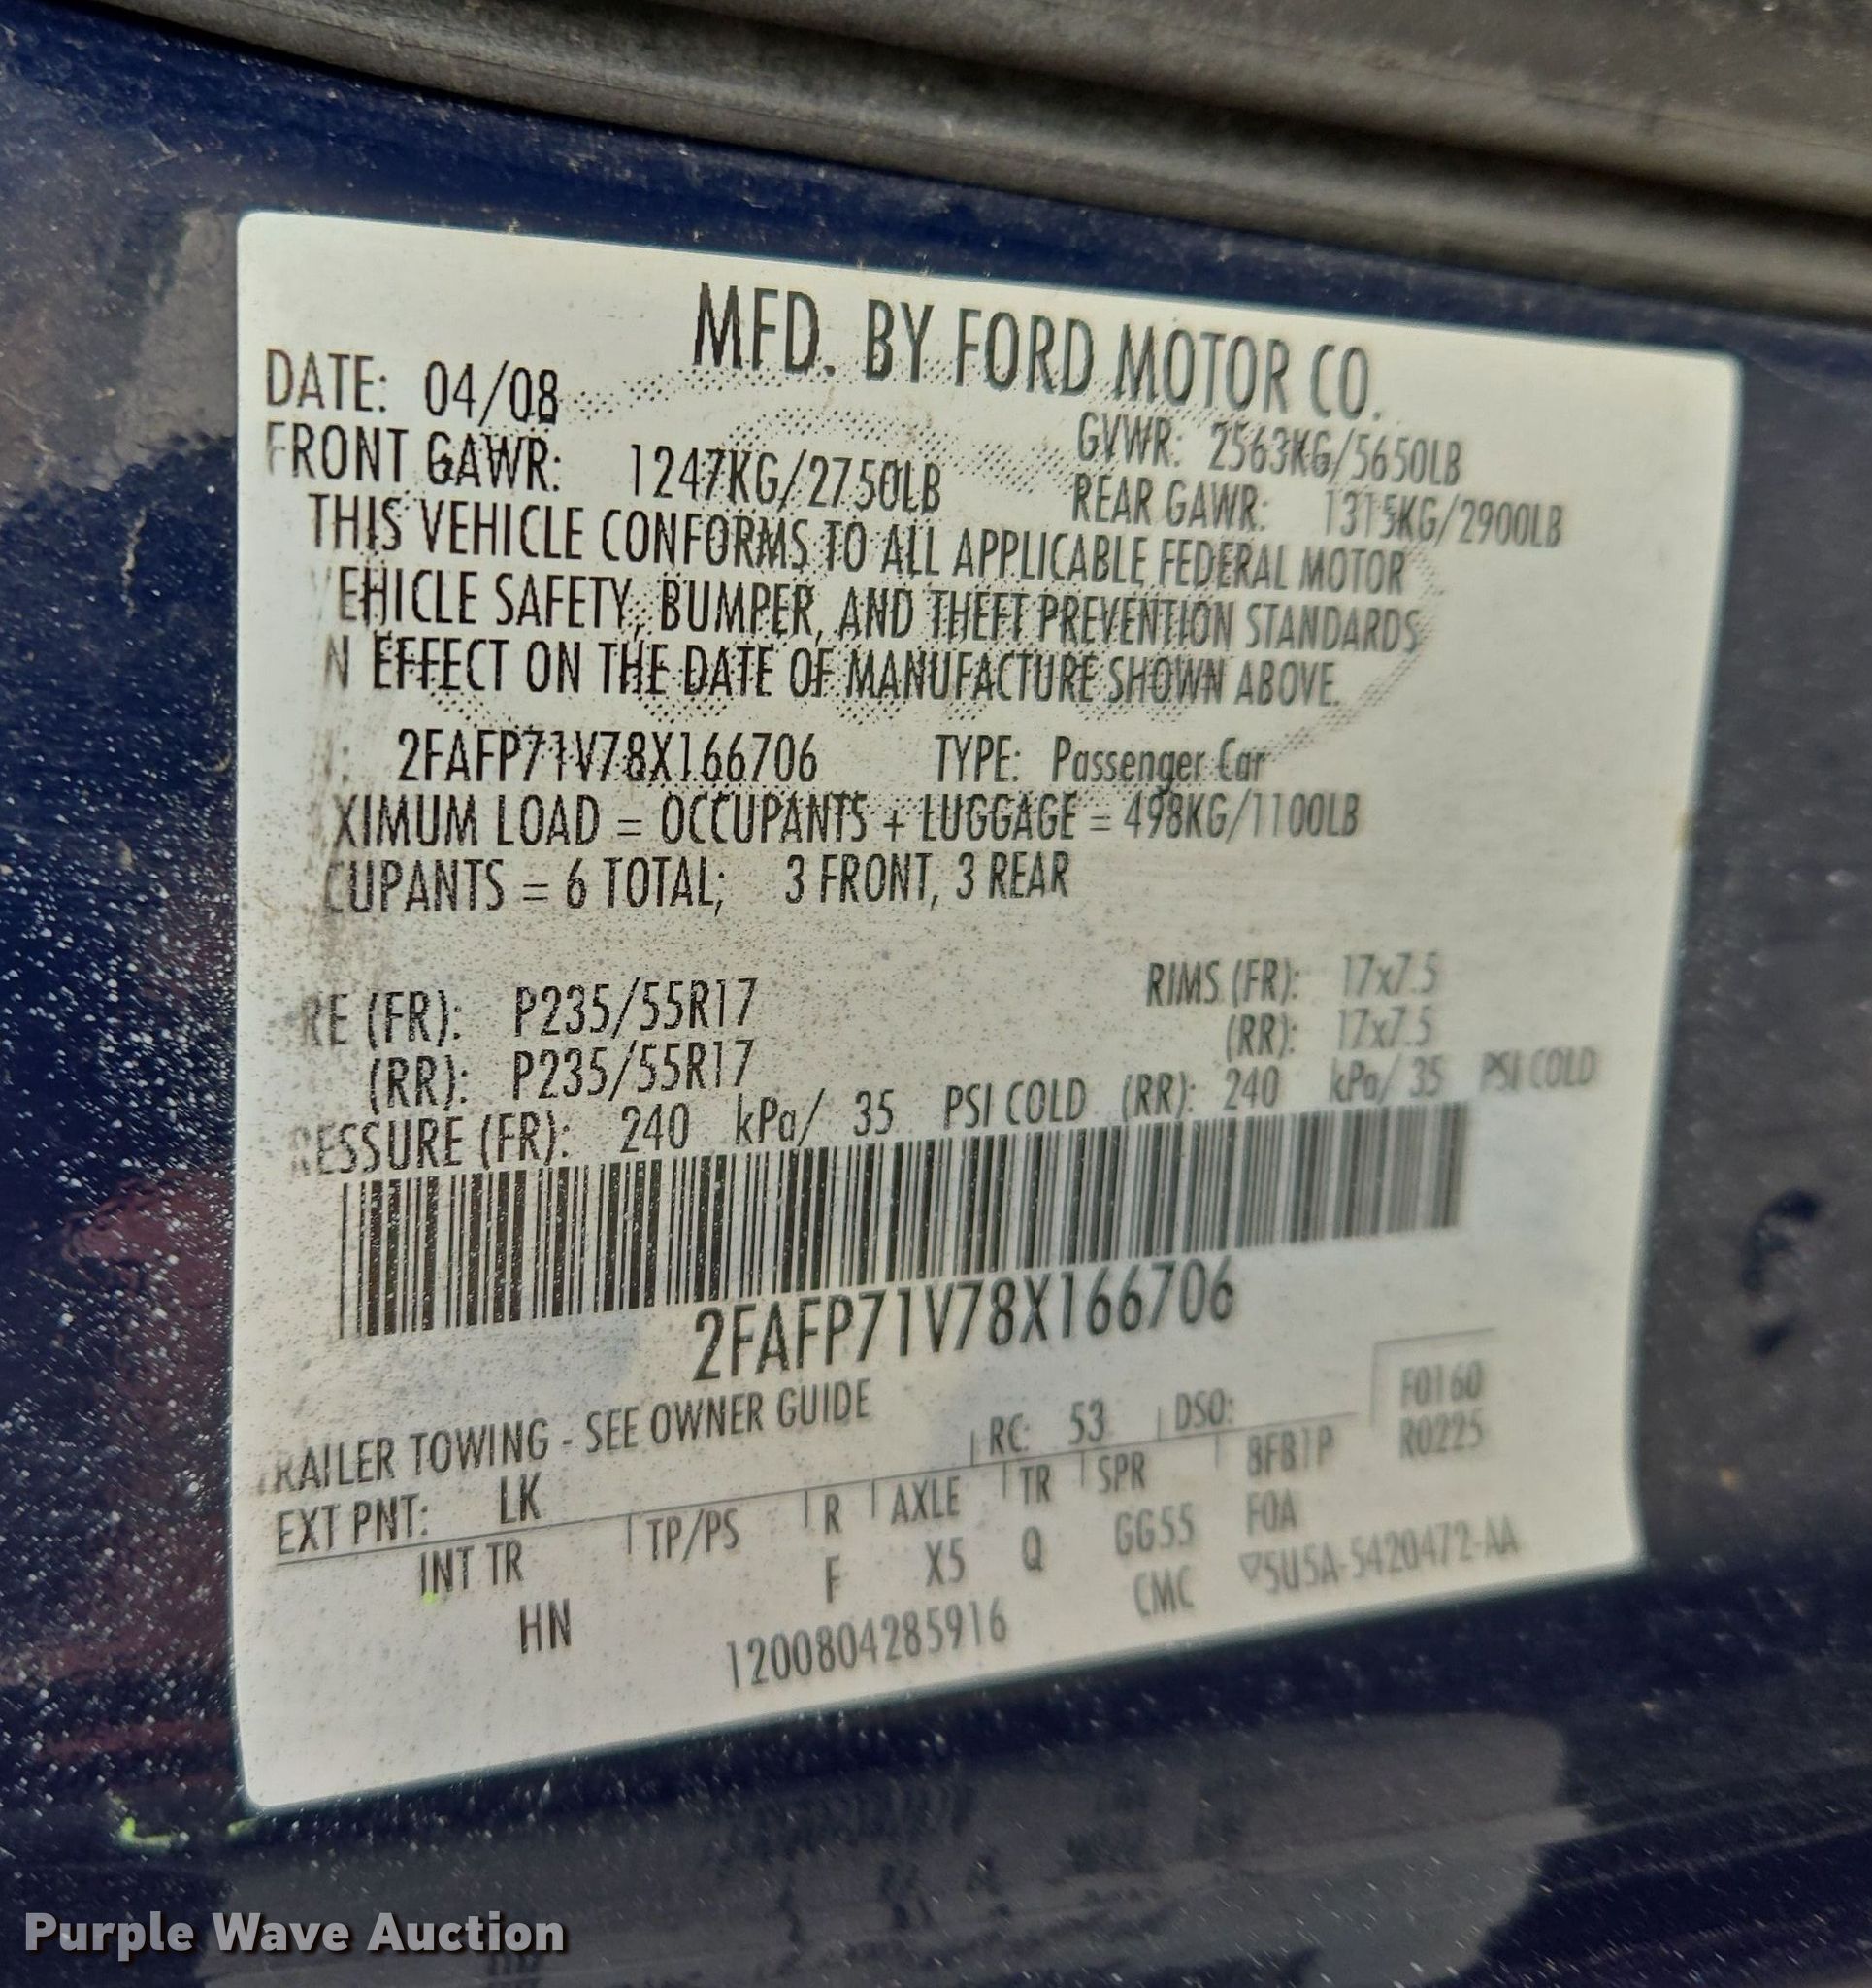 MFD. BY FORD MOTOR CO.
DATE: 04/08
GVWR: 2563KG/5650LB
FRONT GAWR: 1247KG/2750LB
REAR GAWR: 1315KG/2900LB
THIS VEHICLE CONFORMS TO ALL APPLICABLE FEDERAL MOTOR
VEHICLE SAFETY, BUMPER, AND THEFT PREVENTION STANDARDS
N EFFECT ON THE DATE OF MANUFACTURE SHOWN ABOVE.
: 2FAFP71V78X166706 TYPE: Passenger Car
XIMUM LOAD = OCCUPANTS + LUGGAGE = 498KG/1100LB
CUPANTS = 6 TOTAL; 3 FRONT, 3 REAR
RE (FR): P235/55R17 RIMS (FR): 17x7.5
(RR): P235/55R17 (RR): 17x7.5
RESSURE (FR): 240 kPa/ 35 PSI COLD (RR): 240 kPa/ 35 PSI COLD
2FAFP71V78X166706
TRAILER TOWING - SEE OWNER GUIDE
F0160
EXT PNT: LK RC: 53 DSO: R0225
INT TR TP/PS R AXLE TR SPR 8FB1P
HN F X5 Q GG55 FOA
1200804285916 CMC ▽5U5A-5420472-AA
Purple Wave Auction